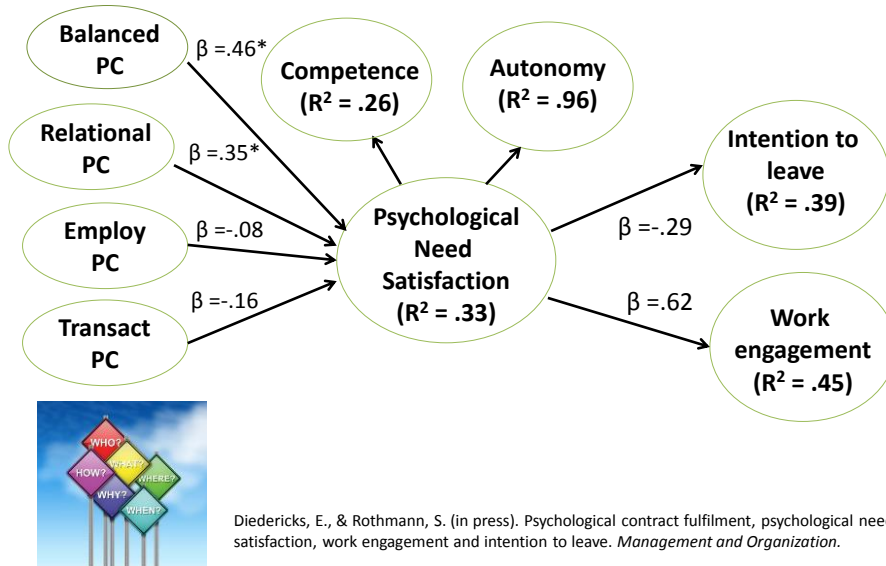 Balanced
PC
β =.46*
Competence
(R² = .26)
Autonomy
(R² = .96)
Relational
PC
β =.35*
Intention to
leave
(R² = .39)
Employ
PC
β =-.08
Psychological
Need
Satisfaction
(R² = .33)
β =-.29
Transact
PC
β =-.16
β =.62
Work
engagement
(R² = .45)
WHO?
WHAT?
HOW?
WHERE?
WHY?
WHEN?
Diedericks, E., & Rothmann, S. (in press). Psychological contract fulfilment, psychological need
satisfaction, work engagement and intention to leave. Management and Organization.